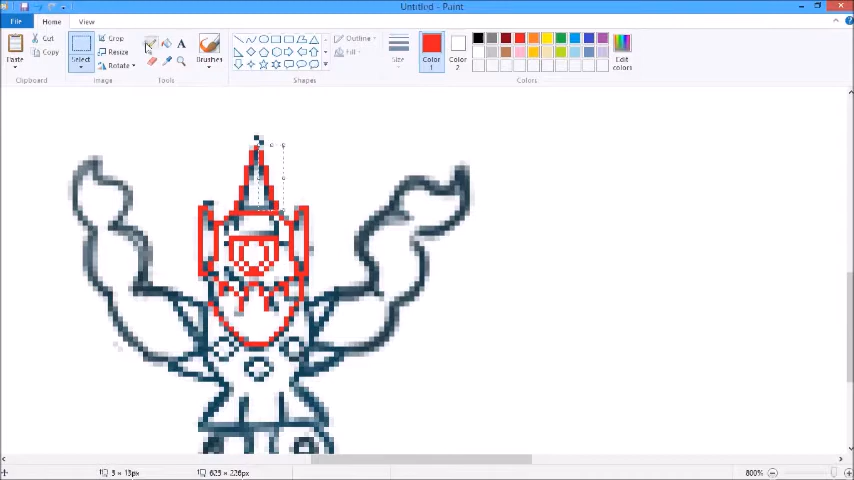 Untitled - Paint
File
Home
View
Paste
Cut
Copy
Clipboard
Select
Crop
Resize
Rotate
Image
A
Tools
Brushes
Outline
Fill
Shapes
Size
Color
1
Color
2
Edit
colors
Colors
5 × 13px
625 × 226px
800%